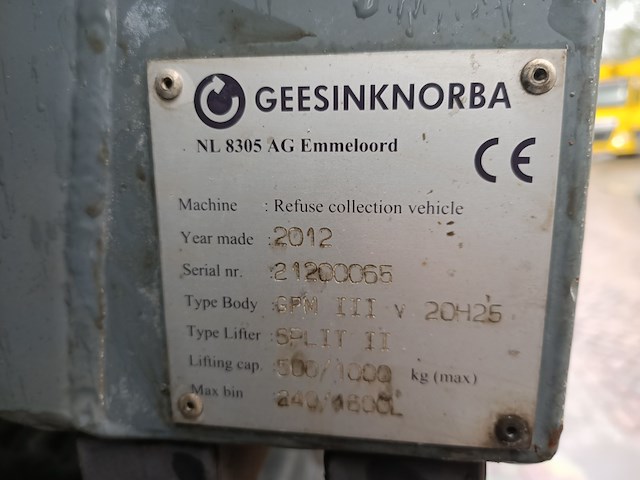 GEESINKNORBA
NL 8305 AG Emmeloord
CE
Machine : Refuse collection vehicle
Year made : 2012
Serial nr. : 21200065
Type Body : GPM III V 20H25
Type Lifter : SPLIT II
Lifting cap. 500/1000 kg (max)
Max bin 240/1600L